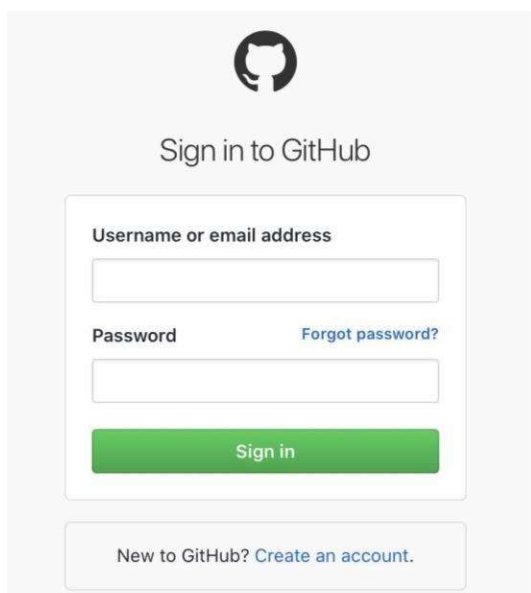 Sign in to GitHub
Username or email address
Password Forgot password?
Sign in
New to GitHub? Create an account.